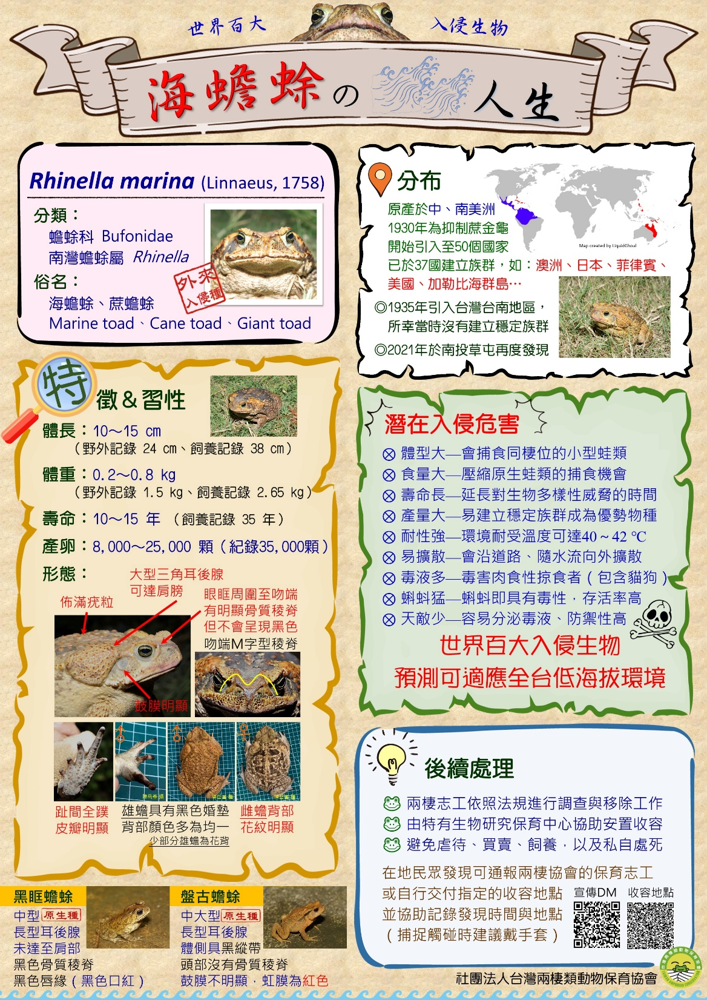 世界百大 入侵生物
海蟾蜍の 人生
Rhinella marina (Linnaeus, 1758)
分類：
蟾蜍科 Bufonidae
南灣蟾蜍屬 Rhinella
俗名：
海蟾蜍、蔗蟾蜍
Marine toad、Cane toad、Giant toad
外來
入侵種
分布
原產於中、南美洲
1930年為抑制蔗金龜
開始引入至50個國家
已於37國建立族群，如：澳洲、日本、菲律賓、
美國、加勒比海群島…
Map created by LiquidGhoul
◎1935年引入台灣台南地區，
所幸當時沒有建立穩定族群
◎2021年於南投草屯再度發現
特徵＆習性
體長：10～15 cm
（野外記錄 24 cm、飼養記錄 38 cm）
體重：0.2～0.8 kg
（野外記錄 1.5 kg、飼養記錄 2.65 kg）
壽命：10～15 年 （飼養記錄 35 年）
產卵：8,000～25,000 顆（紀錄35,000顆）
形態：
大型三角耳後腺
可達肩膀
佈滿疣粒
眼眶周圍至吻端
有明顯骨質稜脊
但不會呈現黑色
吻端M字型稜脊
鼓膜明顯
♂ ♂ ♀
趾間全蹼
皮瓣明顯
雄蟾具有黑色婚墊
背部顏色多為均一
少部分雄蟾為花背
雌蟾背部
花紋明顯
潛在入侵危害
⊗ 體型大—會捕食同棲位的小型蛙類
⊗ 食量大—壓縮原生蛙類的捕食機會
⊗ 壽命長—延長對生物多樣性威脅的時間
⊗ 產量大—易建立穩定族群成為優勢物種
⊗ 耐性強—環境耐受溫度可達40～42 ℃
⊗ 易擴散—會沿道路、隨水流向外擴散
⊗ 毒液多—毒害肉食性掠食者（包含貓狗）
⊗ 蝌蚪猛—蝌蚪即具有毒性，存活率高
⊗ 天敵少—容易分泌毒液、防禦性高
世界百大入侵生物
預測可適應全台低海拔環境
後續處理
兩棲志工依照法規進行調查與移除工作
由特有生物研究保育中心協助安置收容
避免虐待、買賣、飼養，以及私自處死
在地民眾發現可通報兩棲協會的保育志工
或自行交付指定的收容地點
並協助記錄發現時間與地點
（捕捉觸碰時建議戴手套）
宣傳DM 收容地點
黑眶蟾蜍
中型 原生種
長型耳後腺
未達至肩部
黑色骨質稜脊
黑色唇緣（黑色口紅）
盤古蟾蜍
中大型 原生種
長型耳後腺
體側具黑縱帶
頭部沒有骨質稜脊
鼓膜不明顯，虹膜為紅色
社團法人台灣兩棲類動物保育協會